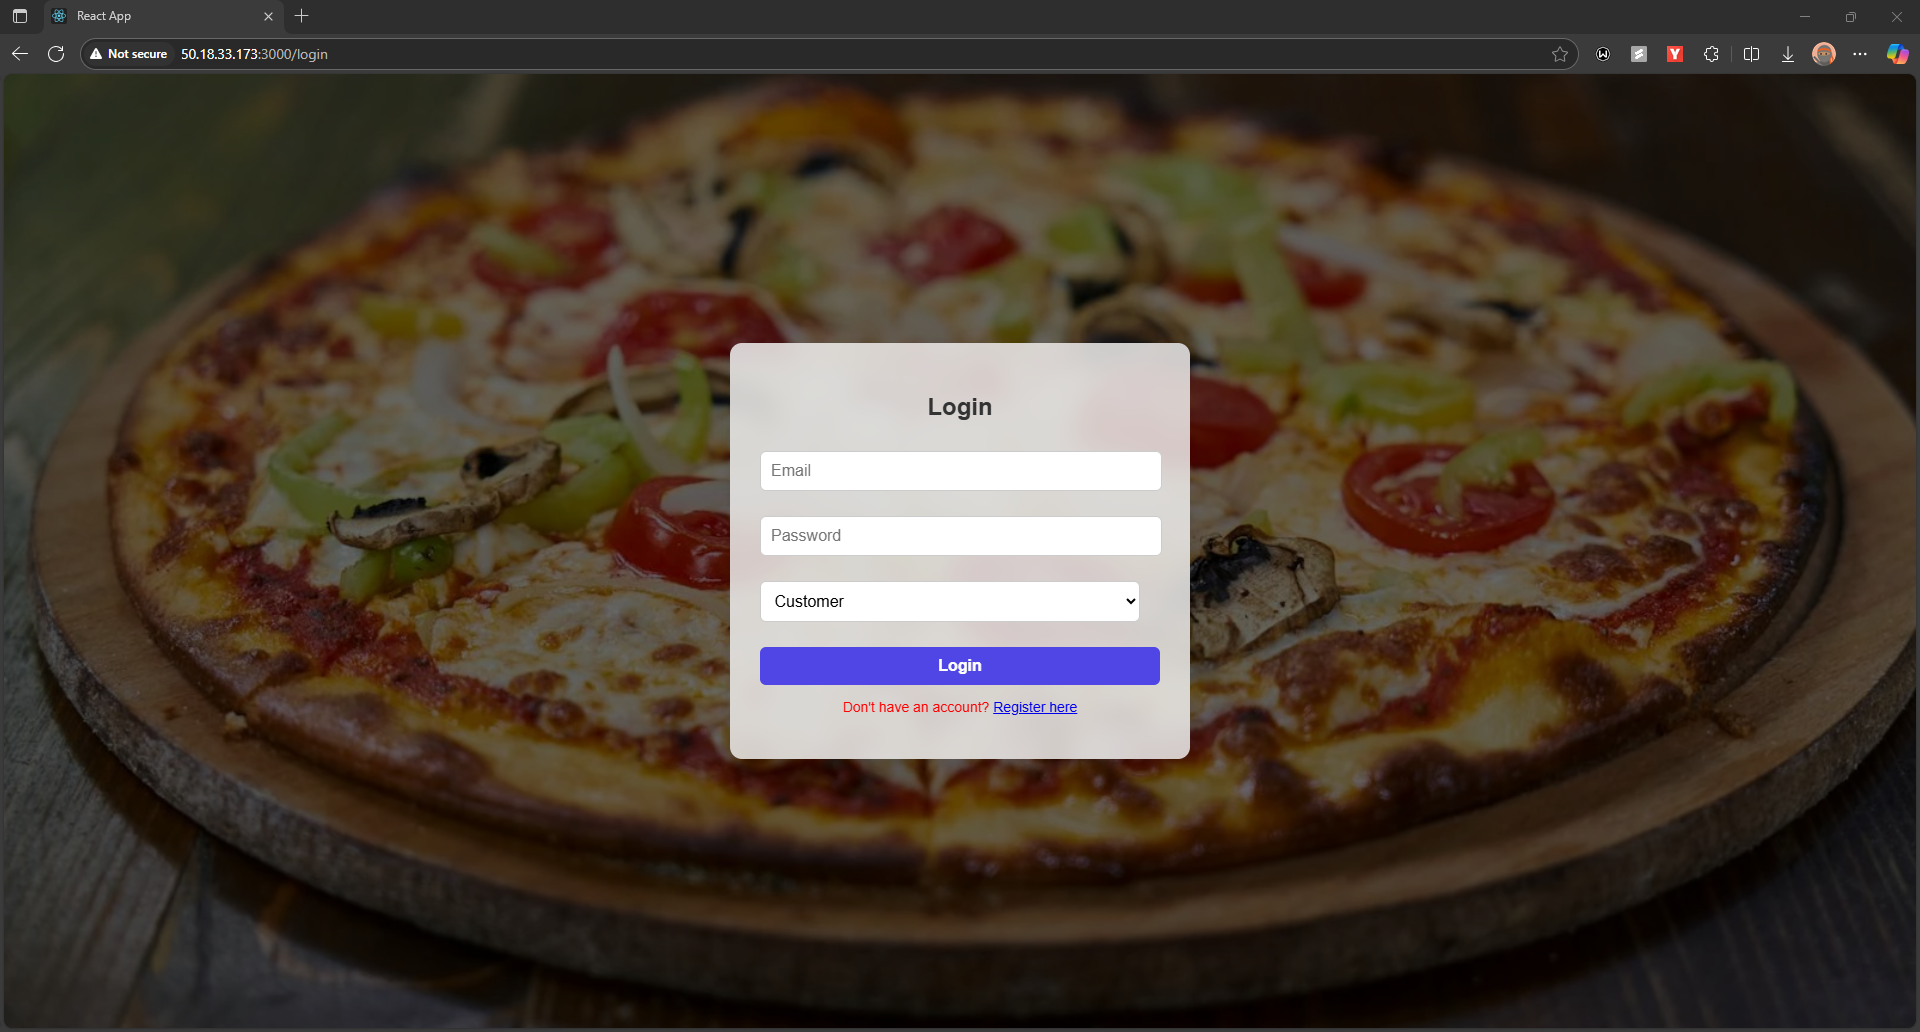 React App
Not secure 50.18.33.173:3000/login
Login
Email
Password
Customer
Login
Don't have an account? Register here